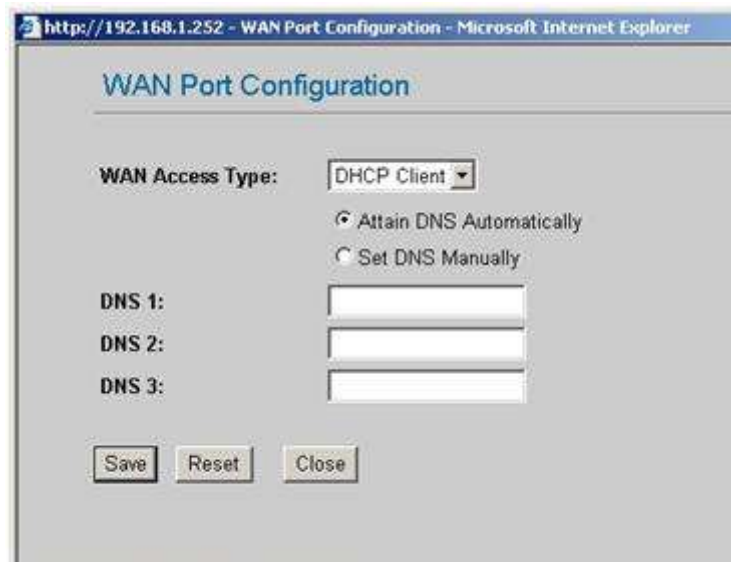 http://192.168.1.252 - WAN Port Configuration - Microsoft Internet Explorer
WAN Port Configuration
WAN Access Type: DHCP Client
Attain DNS Automatically
Set DNS Manually
DNS 1:
DNS 2:
DNS 3:
Save Reset Close